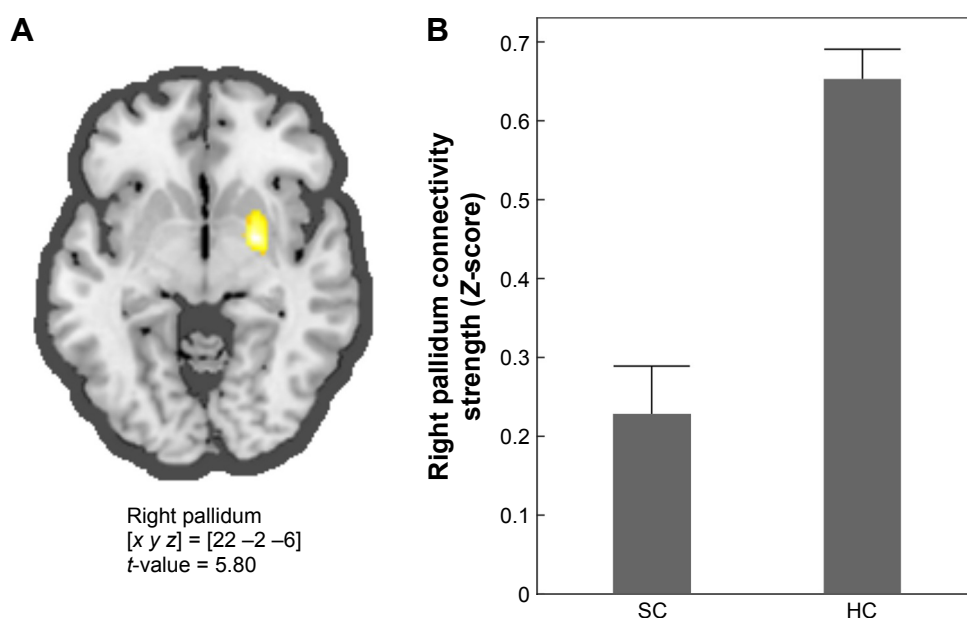 A
Right pallidum
[x y z] = [22 –2 –6]
t-value = 5.80
B
Right pallidum connectivity
strength (Z-score)
0.7
0.6
0.5
0.4
0.3
0.2
0.1
0
SC
HC